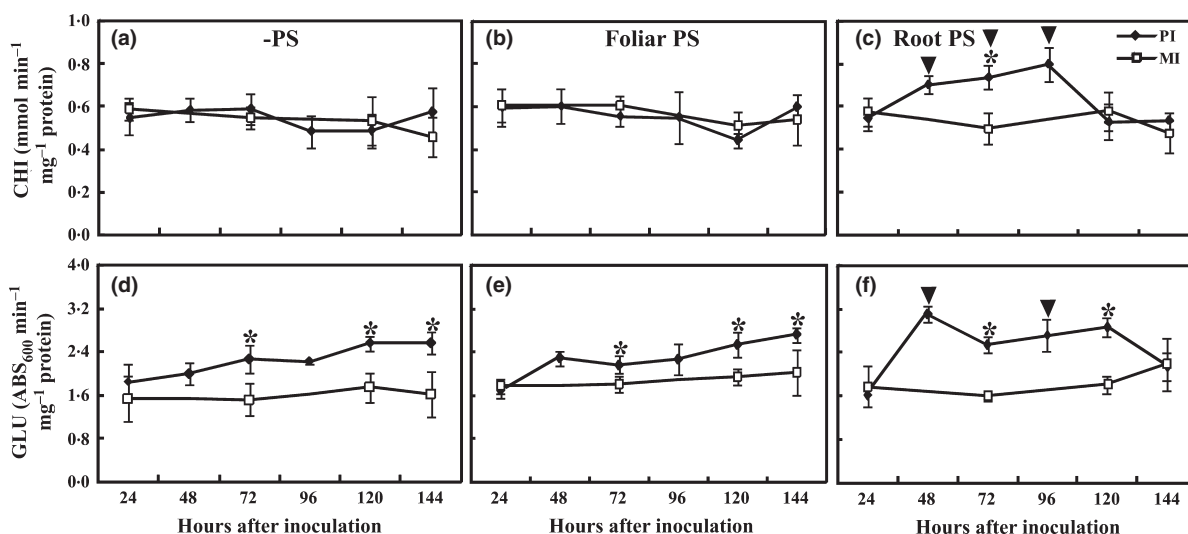 CHI (mmol min⁻¹
mg⁻¹ protein)
1·0
0·8
0·6
0·4
0·2
0·0
(a)
-PS
(b)
Foliar PS
(c)
Root PS
*
PI
MI
GLU (ABS₆₀₀ min⁻¹
mg⁻¹ protein)
4·0
3·2
2·4
1·6
0·8
0·0
(d)
* * *
(e)
* * *
(f)
* *
24 48 72 96 120 144
24 48 72 96 120 144
24 48 72 96 120 144
Hours after inoculation
Hours after inoculation
Hours after inoculation